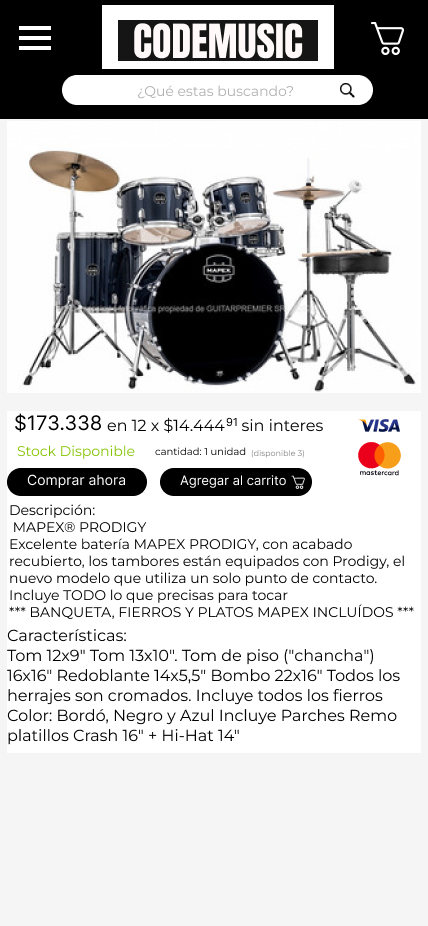 CODEMUSIC
¿Qué estas buscando?
MAPEX
propiedad de GUITARPREMIER
$173.338 en 12 x $14.444⁹¹ sin interes
VISA
Stock Disponible cantidad: 1 unidad (disponible 3)
mastercard
Comprar ahora Agregar al carrito
Descripción:
MAPEX® PRODIGY
Excelente batería MAPEX PRODIGY, con acabado
recubierto, los tambores están equipados con Prodigy, el
nuevo modelo que utiliza un solo punto de contacto.
Incluye TODO lo que precisas para tocar
*** BANQUETA, FIERROS Y PLATOS MAPEX INCLUÍDOS ***
Características:
Tom 12x9" Tom 13x10". Tom de piso ("chancha")
16x16" Redoblante 14x5,5" Bombo 22x16" Todos los
herrajes son cromados. Incluye todos los fierros
Color: Bordó, Negro y Azul Incluye Parches Remo
platillos Crash 16" + Hi-Hat 14"